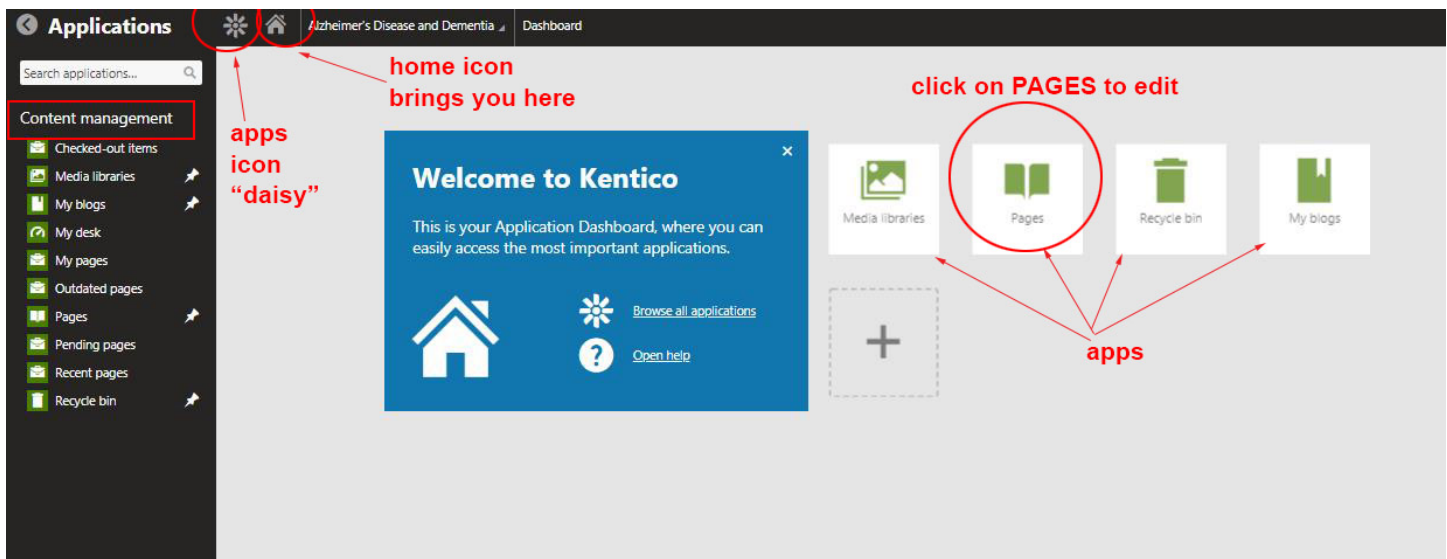 Applications
Alzheimer's Disease and Dementia
Dashboard
Search applications...
Content management
Checked-out items
Media libraries
My blogs
My desk
My pages
Outdated pages
Pages
Pending pages
Recent pages
Recycle bin
apps
icon
“daisy”
home icon
brings you here
click on PAGES to edit
Welcome to Kentico
This is your Application Dashboard, where you can
easily access the most important applications.
Browse all applications
?
Open help
Media libraries
Pages
Recycle bin
My blogs
apps